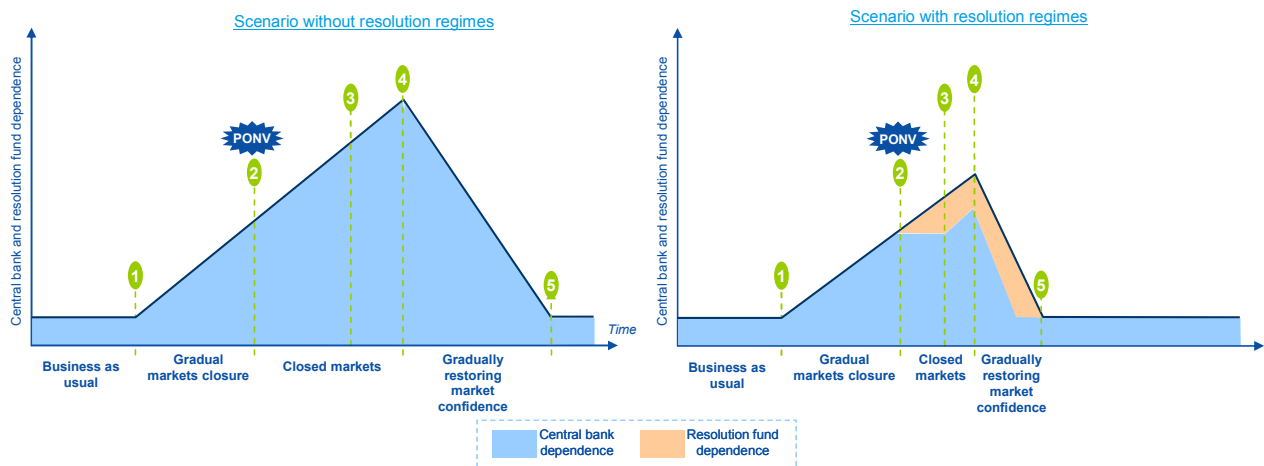 Scenario without resolution regimes
Central bank and resolution fund dependence
1
PONV
2
3
4
5
Time
Business as
usual
Gradual
markets closure
Closed markets
Gradually
restoring
market
confidence
Scenario with resolution regimes
Central bank and resolution fund dependence
1
PONV
2
3
4
5
Business as
usual
Gradual
markets closure
Closed
markets
Gradually
restoring
market
confidence
Central bank
dependence
Resolution fund
dependence